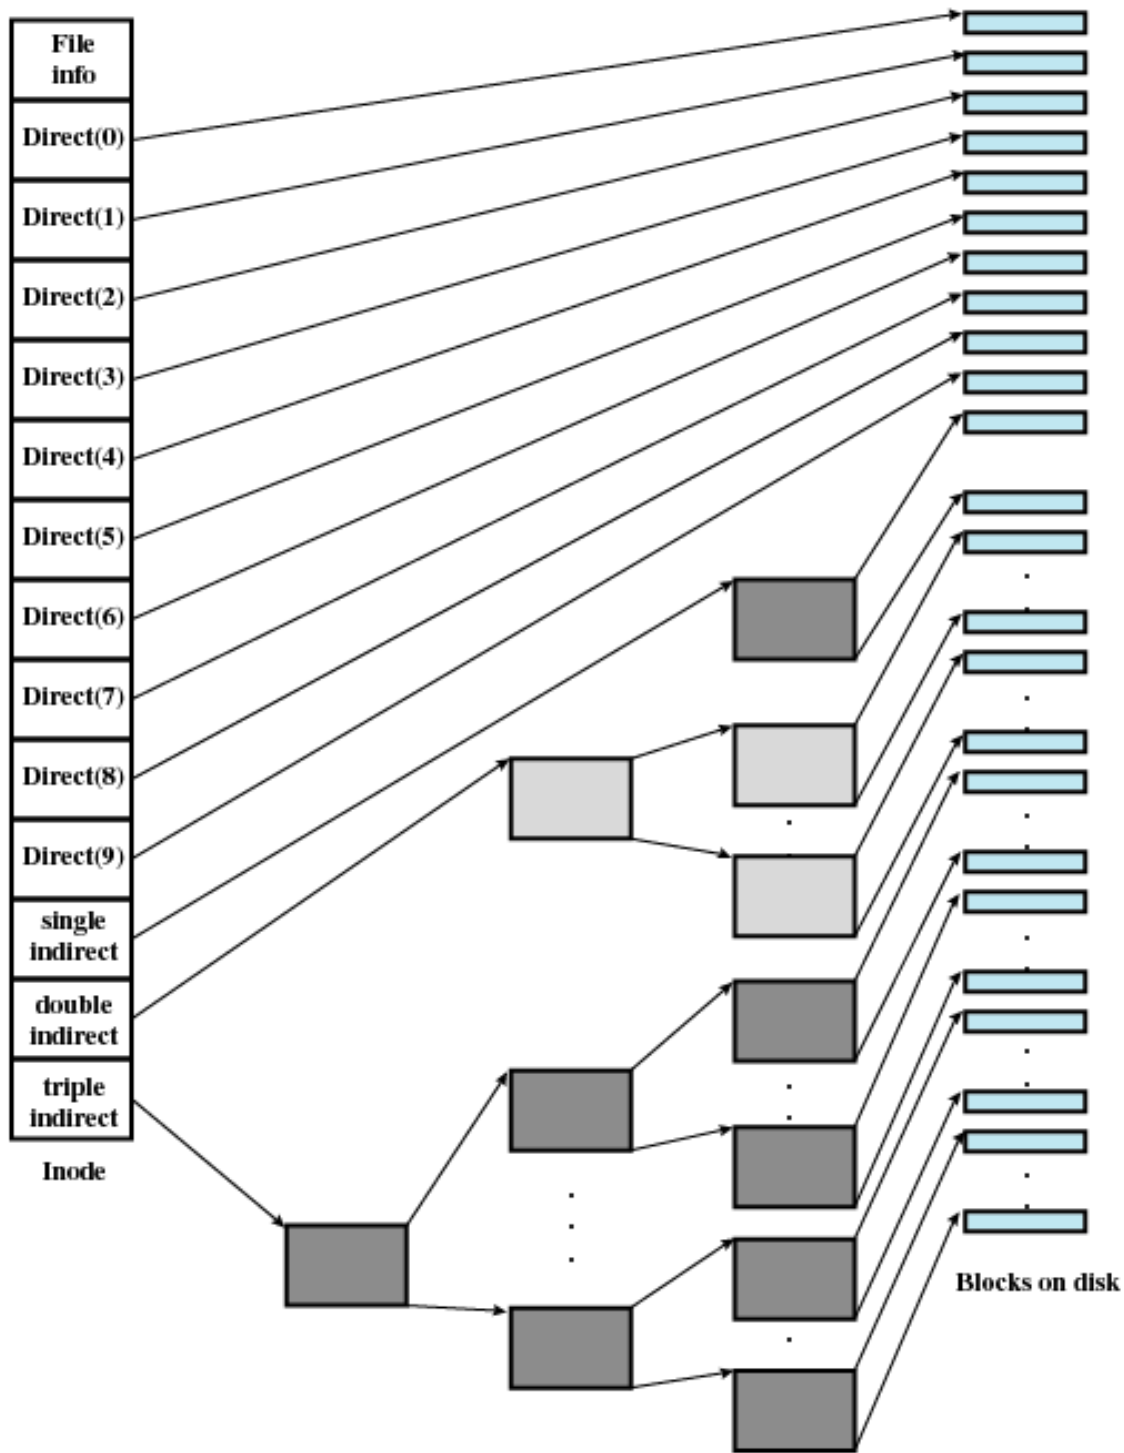 File
info
Direct(0)
Direct(1)
Direct(2)
Direct(3)
Direct(4)
Direct(5)
Direct(6)
Direct(7)
Direct(8)
Direct(9)
single
indirect
double
indirect
triple
indirect
Inode
Blocks on disk